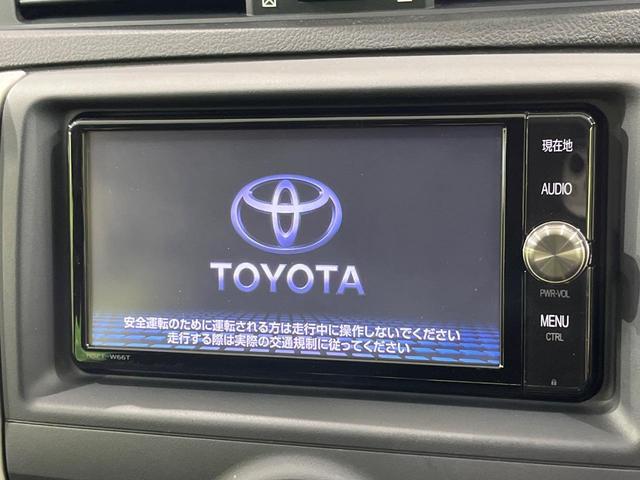 現在地
AUDIO
TOYOTA
PWR·VOL
安全運転のために運転される方は走行中に操作しないでください
走行する際は実際の交通規制に従ってください
MENU
CTRL
NSZT-W66T